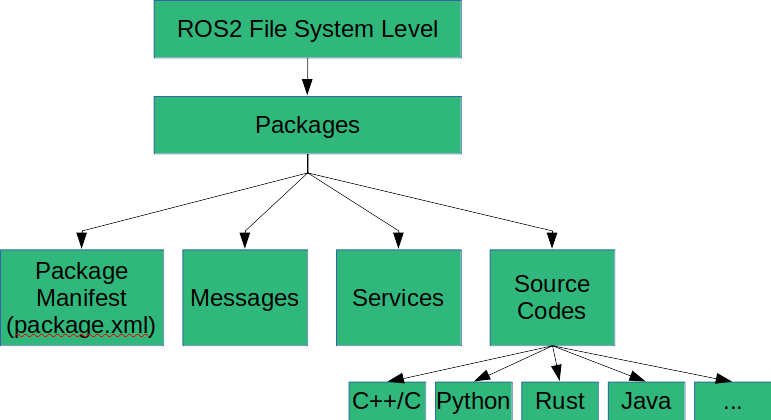 ROS2 File System Level
Packages
Package
Manifest
(package.xml)
Messages
Services
Source
Codes
C++/C
Python
Rust
Java
...